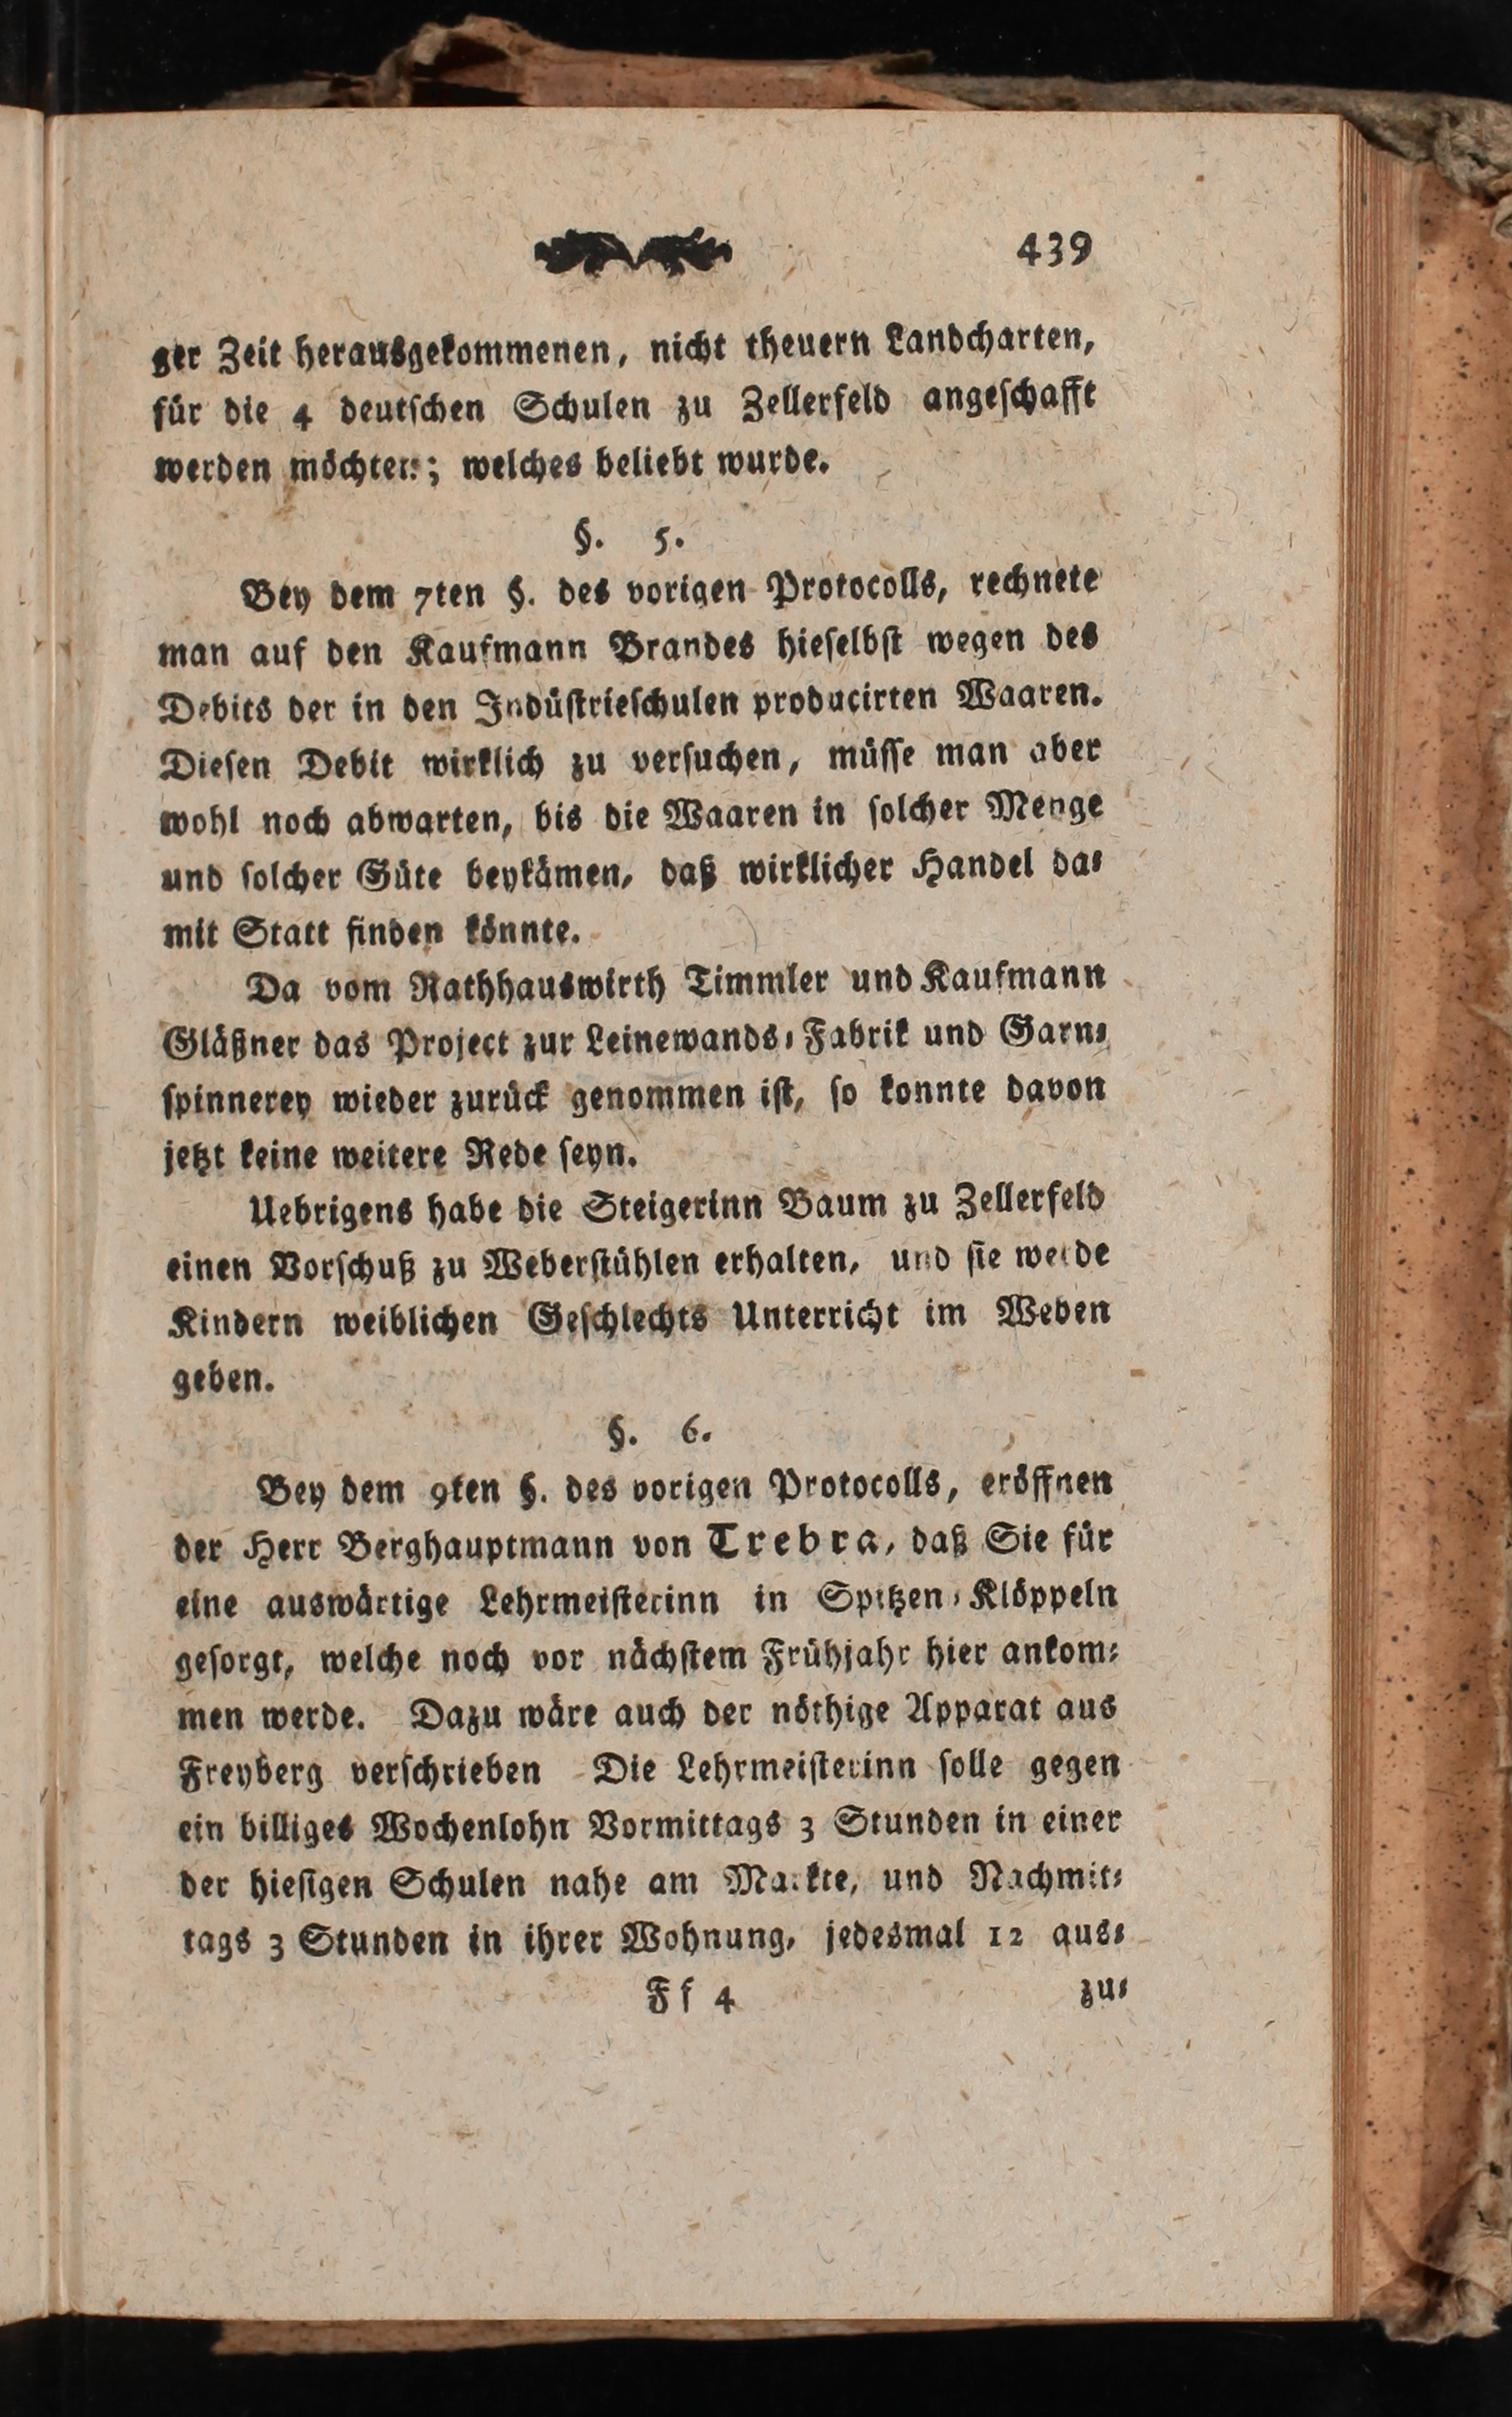 439
ger Zeit herausgekommenen, nicht theuern Landcharten,
für die 4 deutschen Schulen zu Zellerfeld angeschafft
werden möchten; welches beliebt wurde.
§. 5.
Bey dem 7ten §. des vorigen Protocolls, rechnete
man auf den Kaufmann Brandes hieselbst wegen des
Debits der in den Indüstrieschulen producirten Waaren.
Diesen Debit wirklich zu versuchen, müsse man aber
wohl noch abwarten, bis die Waaren in solcher Menge
und solcher Güte beykämen, daß wirklicher Handel da-
mit Statt finden könnte.
Da vom Rathhauswirth Timmler und Kaufmann
Gläßner das Project zur Leinewands-Fabrik und Garn-
spinnerey wieder zurück genommen ist, so konnte davon
jetzt keine weitere Rede seyn.
Uebrigens habe die Steigerinn Baum zu Zellerfeld
einen Vorschuß zu Weberstühlen erhalten, und sie werde
Kindern weiblichen Geschlechts Unterricht im Weben
geben.
§. 6.
Bey dem 9ten §. des vorigen Protocolls, eröffnen
der Herr Berghauptmann von Trebra, daß Sie für
eine auswärtige Lehrmeisterinn in Spitzen-Klöppeln
gesorgt, welche noch vor nächstem Frühjahr hier ankom-
men werde. Dazu wäre auch der nöthige Apparat aus
Freyberg verschrieben Die Lehrmeisterinn solle gegen
ein billiges Wochenlohn Vormittags 3 Stunden in einer
der hiesigen Schulen nahe am Markte, und Nachmit-
tags 3 Stunden in ihrer Wohnung, jedesmal 12 aus-
Ff 4 zu-